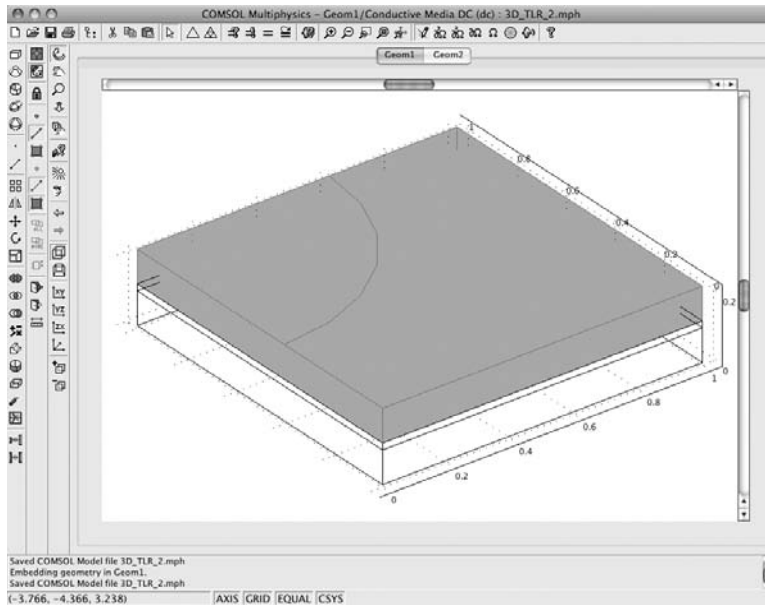 COMSOL Multiphysics – Geom1/Conductive Media DC (dc) : 3D_TLR_2.mph
Geom1 Geom2
1
0.8
0.6
0.4
0.2
0
0.2
0
1
0.8
0.6
0.4
0.2
0
Saved COMSOL Model file 3D_TLR_2.mph
Embedding geometry in Geom1.
Saved COMSOL Model file 3D_TLR_2.mph
(-3.766, -4.366, 3.238) AXIS GRID EQUAL CSYS